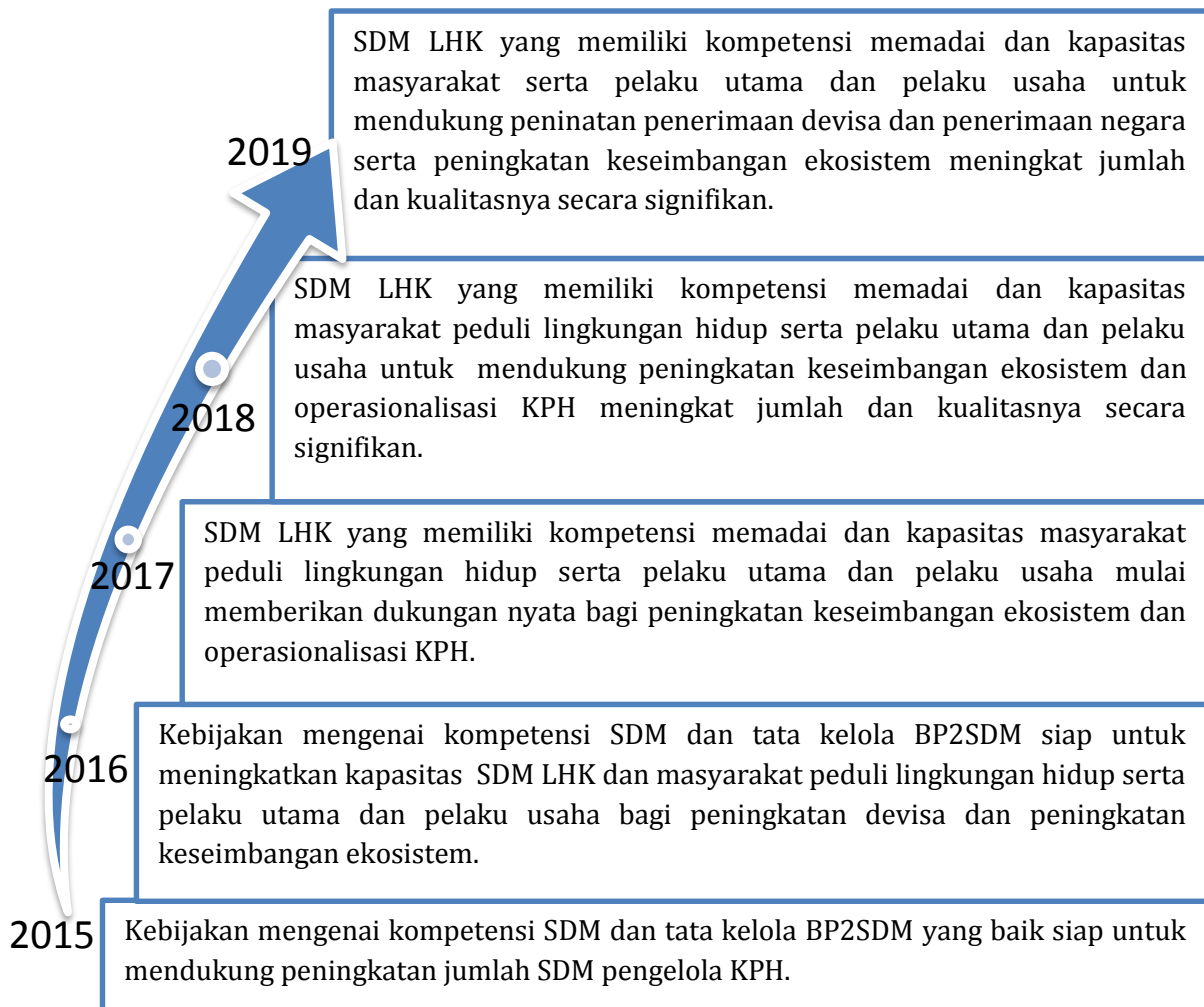 SDM LHK yang memiliki kompetensi memadai dan kapasitas
masyarakat serta pelaku utama dan pelaku usaha untuk
mendukung peninatan penerimaan devisa dan penerimaan negara
serta peningkatan keseimbangan ekosistem meningkat jumlah
dan kualitasnya secara signifikan.
2019
SDM LHK yang memiliki kompetensi memadai dan kapasitas
masyarakat peduli lingkungan hidup serta pelaku utama dan pelaku
usaha untuk mendukung peningkatan keseimbangan ekosistem dan
operasionalisasi KPH meningkat jumlah dan kualitasnya secara
signifikan.
2018
SDM LHK yang memiliki kompetensi memadai dan kapasitas masyarakat
peduli lingkungan hidup serta pelaku utama dan pelaku usaha mulai
memberikan dukungan nyata bagi peningkatan keseimbangan ekosistem dan
operasionalisasi KPH.
2017
Kebijakan mengenai kompetensi SDM dan tata kelola BP2SDM siap untuk
meningkatkan kapasitas SDM LHK dan masyarakat peduli lingkungan hidup serta
pelaku utama dan pelaku usaha bagi peningkatan devisa dan peningkatan
keseimbangan ekosistem.
2016
Kebijakan mengenai kompetensi SDM dan tata kelola BP2SDM yang baik siap untuk
mendukung peningkatan jumlah SDM pengelola KPH.
2015